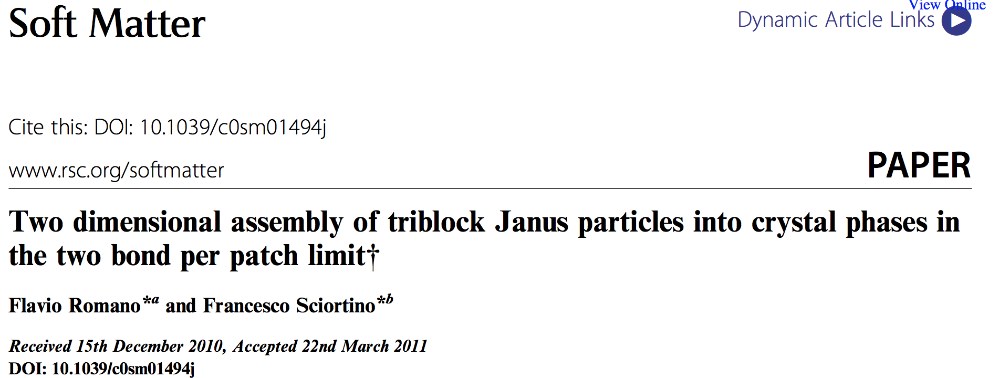 View Online
Soft Matter
Dynamic Article Links
Cite this: DOI: 10.1039/c0sm01494j
www.rsc.org/softmatter
PAPER
Two dimensional assembly of triblock Janus particles into crystal phases in
the two bond per patch limit†
Flavio Romano*a and Francesco Sciortino*b
Received 15th December 2010, Accepted 22nd March 2011
DOI: 10.1039/c0sm01494j